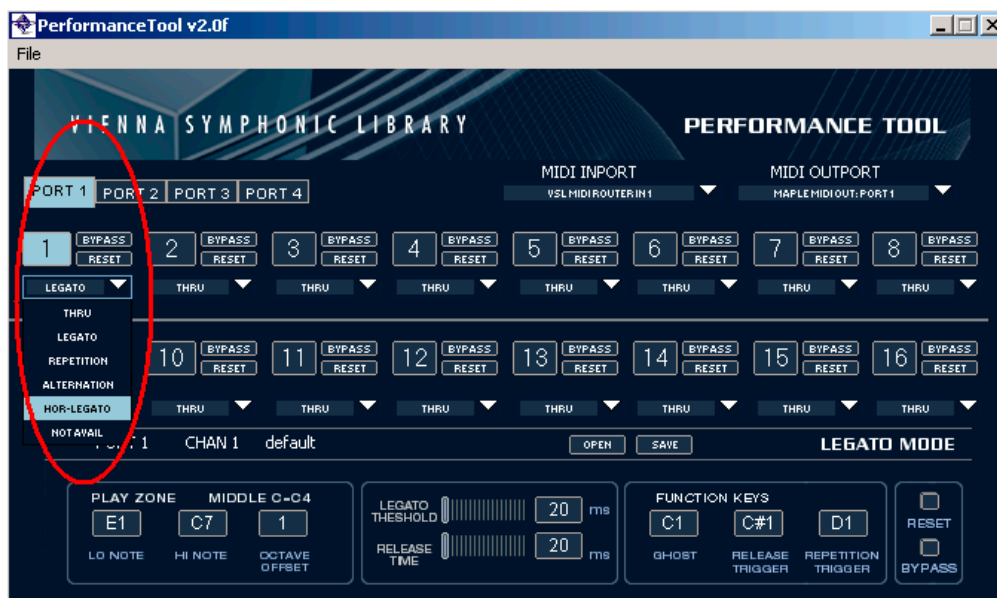 PerformanceTool v2.0f
File
VIENNA SYMPHONIC LIBRARY
PERFORMANCE TOOL
MIDI INPORT MIDI OUTPORT
PORT 1 PORT 2 PORT 3 PORT 4 VSL MIDI ROUTER IN 1 MAPLE MIDI OUT: PORT 1
1 BYPASS RESET 2 BYPASS RESET 3 BYPASS RESET 4 BYPASS RESET 5 BYPASS RESET 6 BYPASS RESET 7 BYPASS RESET 8 BYPASS RESET
LEGATO THRU THRU THRU THRU THRU THRU THRU
THRU
LEGATO
REPETITION
ALTERNATION
HOR-LEGATO
NOT AVAIL
10 BYPASS RESET 11 BYPASS RESET 12 BYPASS RESET 13 BYPASS RESET 14 BYPASS RESET 15 BYPASS RESET 16 BYPASS RESET
THRU THRU THRU THRU THRU THRU THRU
1 CHAN 1 default OPEN SAVE LEGATO MODE
PLAY ZONE MIDDLE C-C4
E1 C7 1
LO NOTE HI NOTE OCTAVE OFFSET
LEGATO THESHOLD 20 ms
RELEASE TIME 20 ms
FUNCTION KEYS
C1 C#1 D1
GHOST RELEASE TRIGGER REPETITION TRIGGER
RESET
BYPASS